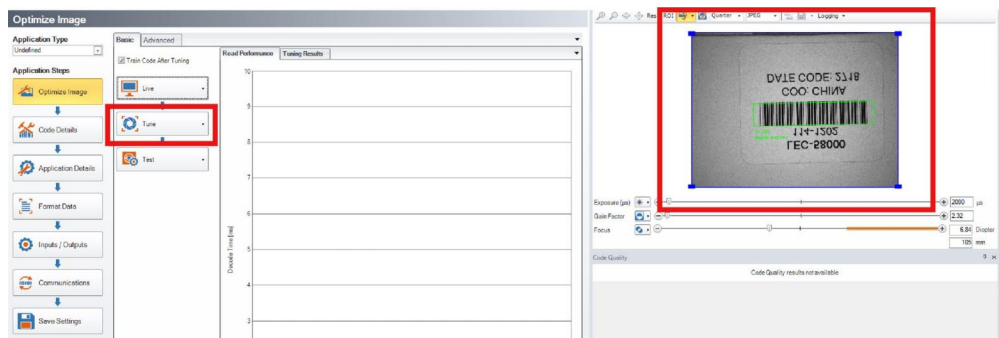 Optimize Image
Application Type
Undefined
Application Steps
Optimize Image
Code Details
Application Details
Format Data
Inputs / Outputs
Communications
Save Settings
Basic
Advanced
Train Code After Tuning
Live
Tune
Test
Read Performance
Tuning Results
Decode Time [ms]
10
9
8
7
6
5
4
3
ROI
Quarter
JPEG
Logging
LEC-58000
114-1202
COO: CHINA
DATE CODE: 2718
Exposure (µs)
2000 µs
Gain Factor
2.32
Focus
6.84 Diopter
105 mm
Code Quality
Code Quality results not available